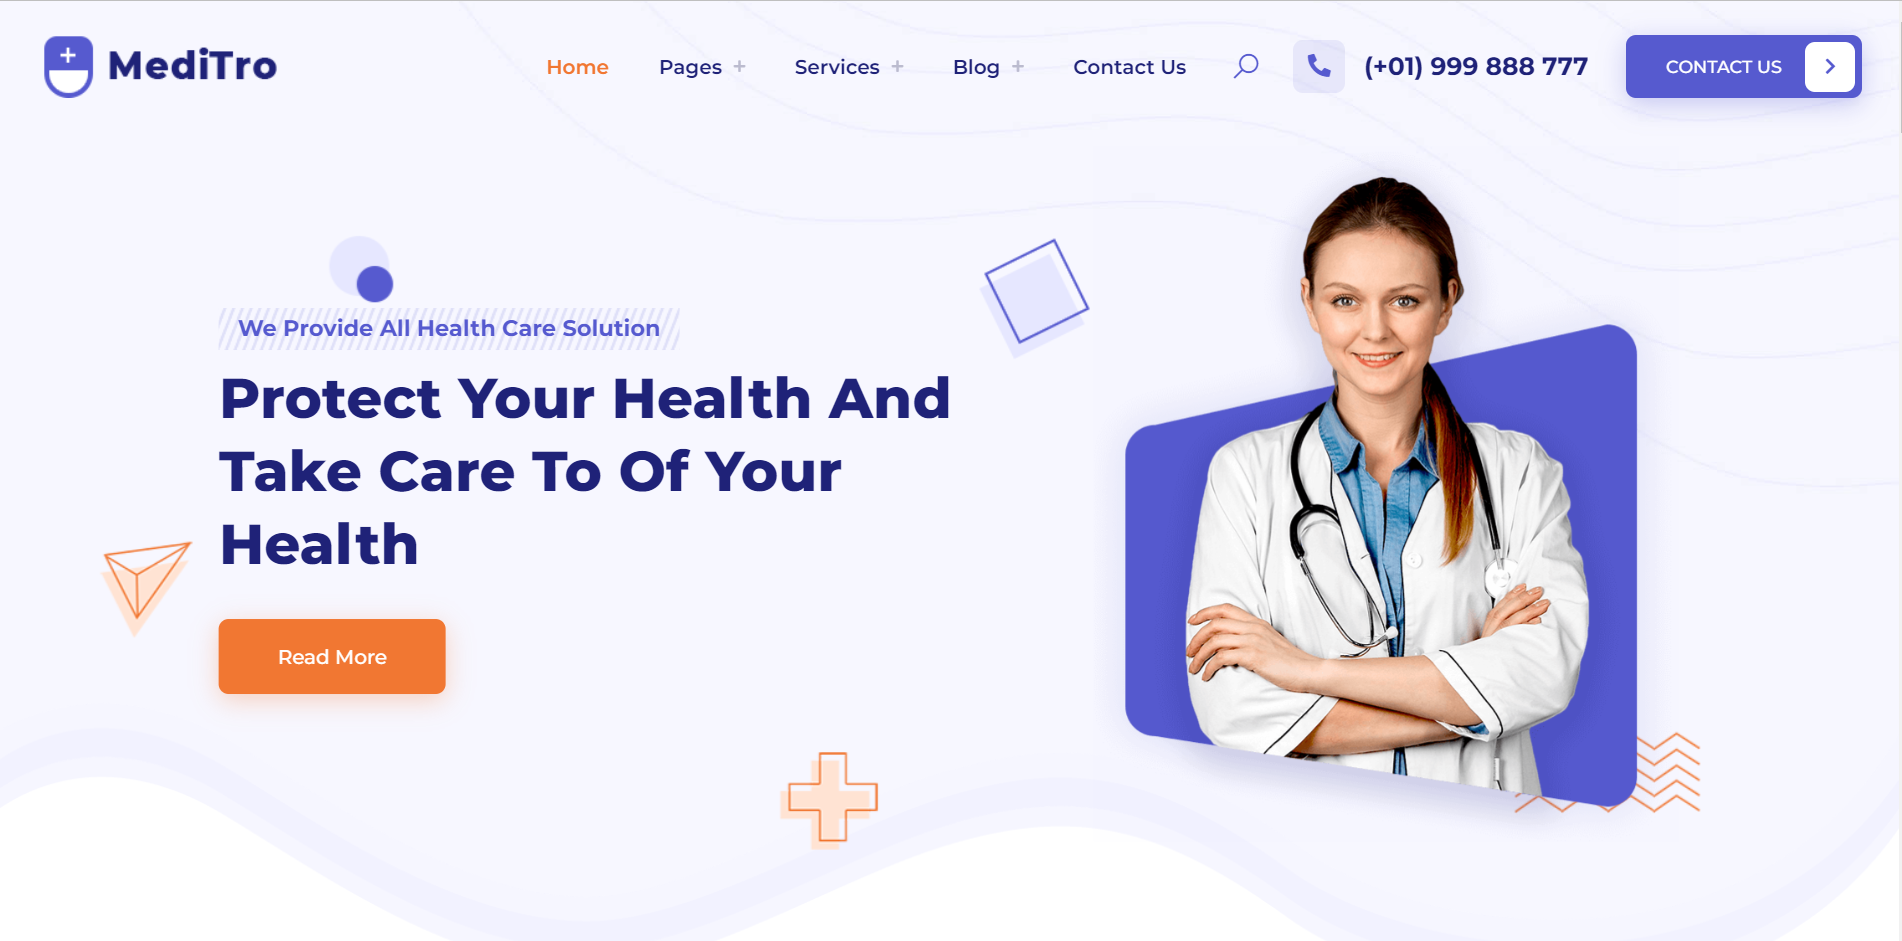 MediTro
Home
Pages +
Services +
Blog +
Contact Us
(+01) 999 888 777
CONTACT US
We Provide All Health Care Solution
Protect Your Health And
Take Care To Of Your
Health
Read More